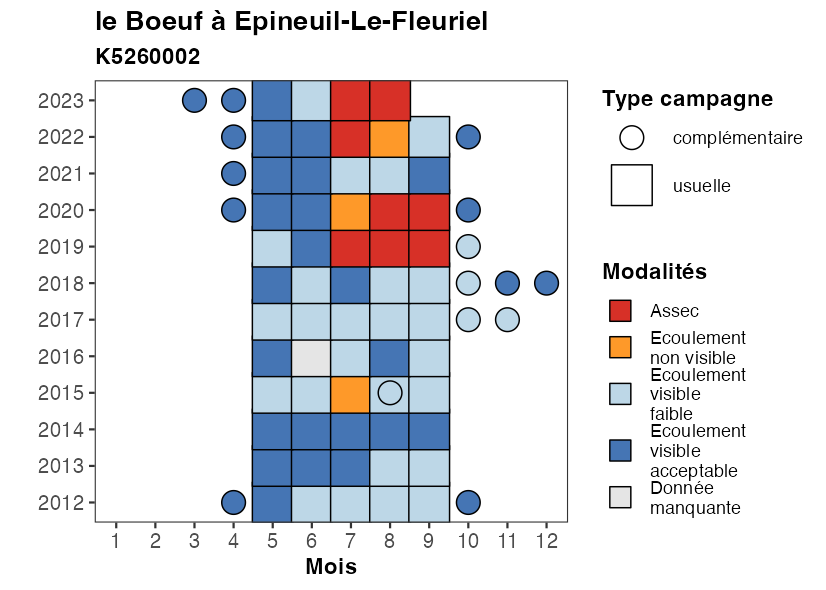 le Boeuf à Epineuil-Le-Fleuriel
K5260002
2023
2022
2021
2020
2019
2018
2017
2016
2015
2014
2013
2012
1 2 3 4 5 6 7 8 9 10 11 12
Mois
Type campagne
complémentaire
usuelle
Modalités
Assec
Ecoulement
non visible
Ecoulement
visible
faible
Ecoulement
visible
acceptable
Donnée
manquante